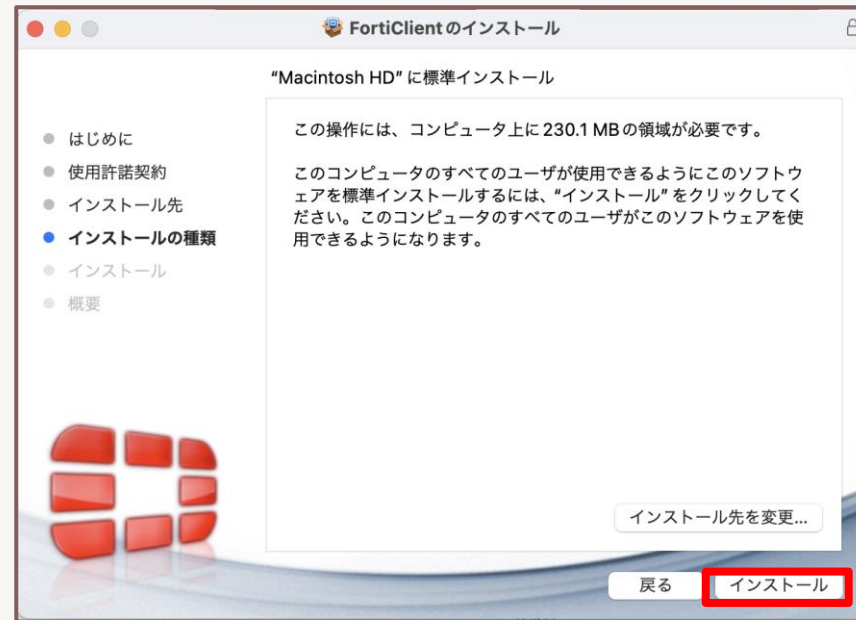 FortiClientのインストール
“Macintosh HD” に標準インストール
はじめに
使用許諾契約
インストール先
インストールの種類
インストール
概要
この操作には、コンピュータ上に230.1 MBの領域が必要です。
このコンピュータのすべてのユーザが使用できるようにこのソフトウ
ェアを標準インストールするには、“インストール” をクリックしてく
ださい。このコンピュータのすべてのユーザがこのソフトウェアを使
用できるようになります。
インストール先を変更...
戻る
インストール